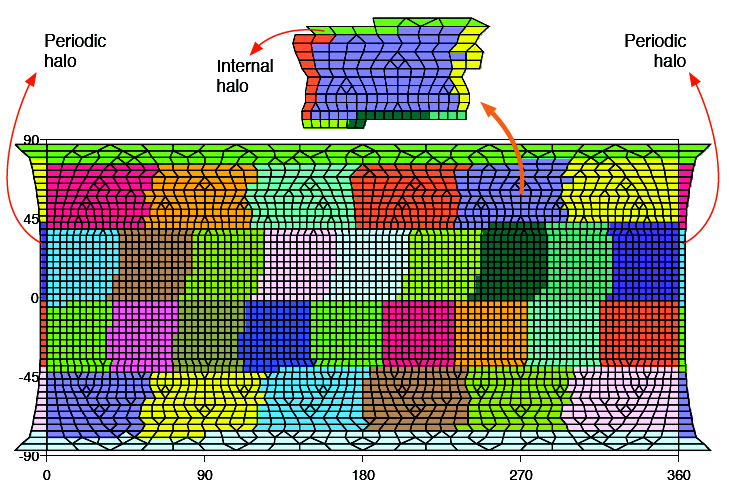 Periodic
halo
Internal
halo
Periodic
halo
90
45
0
-45
-90
0
90
180
270
360